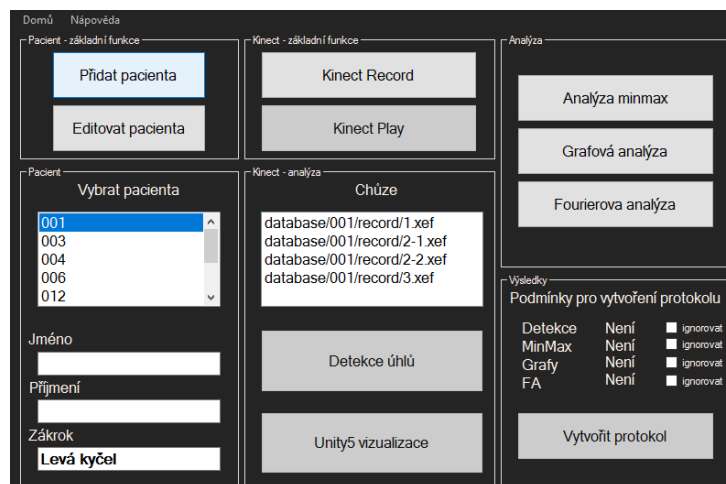 Domů Nápověda
Pacient - základní funkce
Přidat pacienta
Editovat pacienta
Kinect - základní funkce
Kinect Record
Kinect Play
Analýza
Analýza minmax
Grafová analýza
Fourierova analýza
Pacient
Vybrat pacienta
001
003
004
006
012
Jméno
Příjmení
Zákrok
Levá kyčel
Kinect - analýza
Chůze
database/001/record/1.xef
database/001/record/2-1.xef
database/001/record/2-2.xef
database/001/record/3.xef
Detekce úhlů
Unity5 vizualizace
Výsledky
Podmínky pro vytvoření protokolu
Detekce Není ignorovat
MinMax Není ignorovat
Grafy Není ignorovat
FA Není ignorovat
Vytvořit protokol